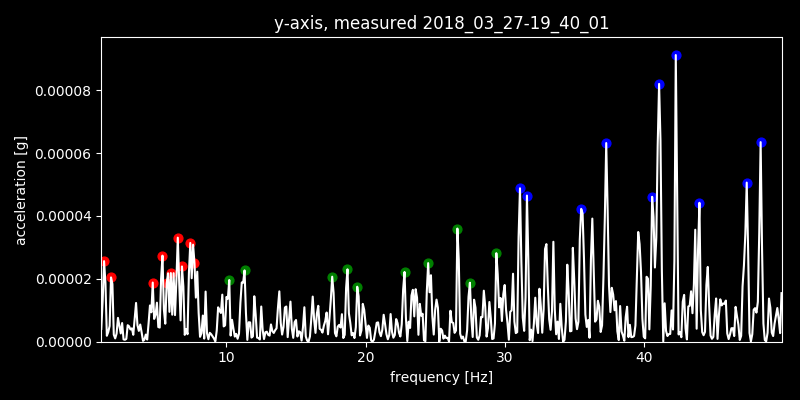 y-axis, measured 2018_03_27-19_40_01
0.00008
0.00006
0.00004
0.00002
0.00000
acceleration [g]
10 20 30 40
frequency [Hz]